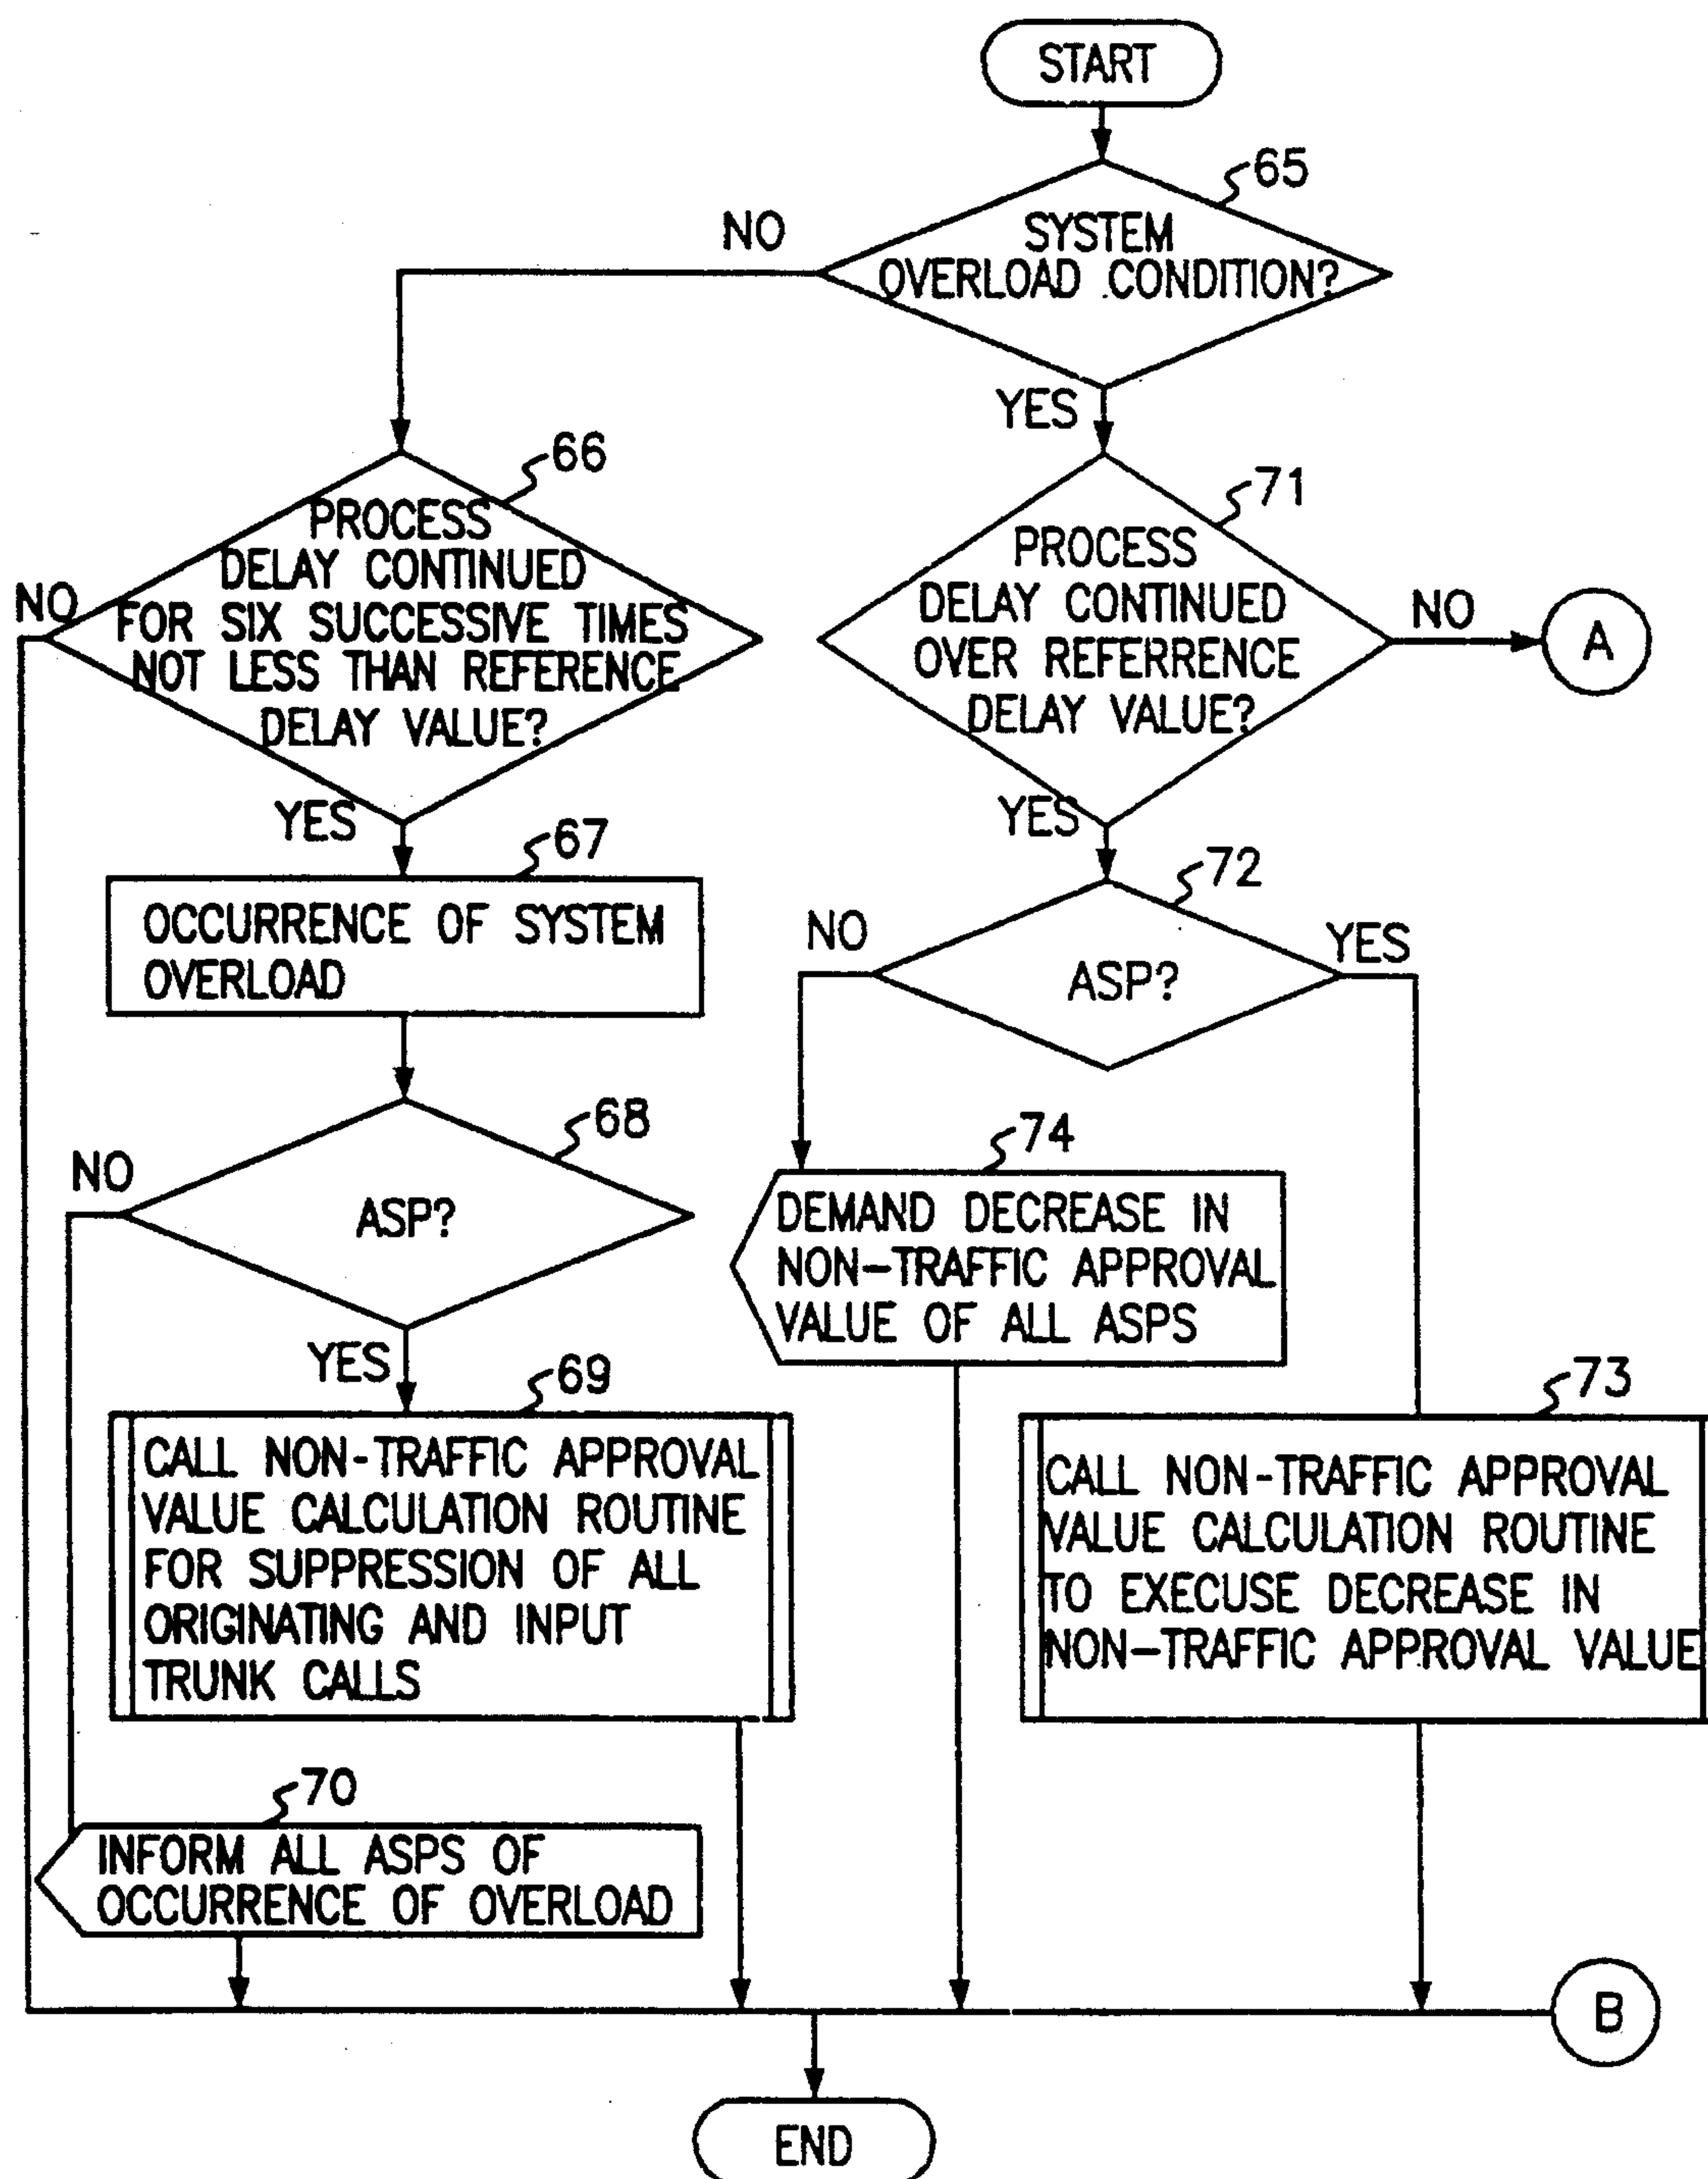 START
65
SYSTEM
OVERLOAD CONDITION?
NO
YES
66
PROCESS
DELAY CONTINUED
FOR SIX SUCCESSIVE TIMES
NOT LESS THAN REFERENCE
DELAY VALUE?
NO
YES
71
PROCESS
DELAY CONTINUED
OVER REFERRENCE
DELAY VALUE?
NO
A
YES
67
OCCURRENCE OF SYSTEM
OVERLOAD
72
ASP?
NO
YES
68
ASP?
NO
YES
74
DEMAND DECREASE IN
NON-TRAFFIC APPROVAL
VALUE OF ALL ASPS
69
CALL NON-TRAFFIC APPROVAL
VALUE CALCULATION ROUTINE
FOR SUPPRESSION OF ALL
ORIGINATING AND INPUT
TRUNK CALLS
73
CALL NON-TRAFFIC APPROVAL
VALUE CALCULATION ROUTINE
TO EXECUSE DECREASE IN
NON-TRAFFIC APPROVAL VALUE
70
INFORM ALL ASPS OF
OCCURRENCE OF OVERLOAD
B
END